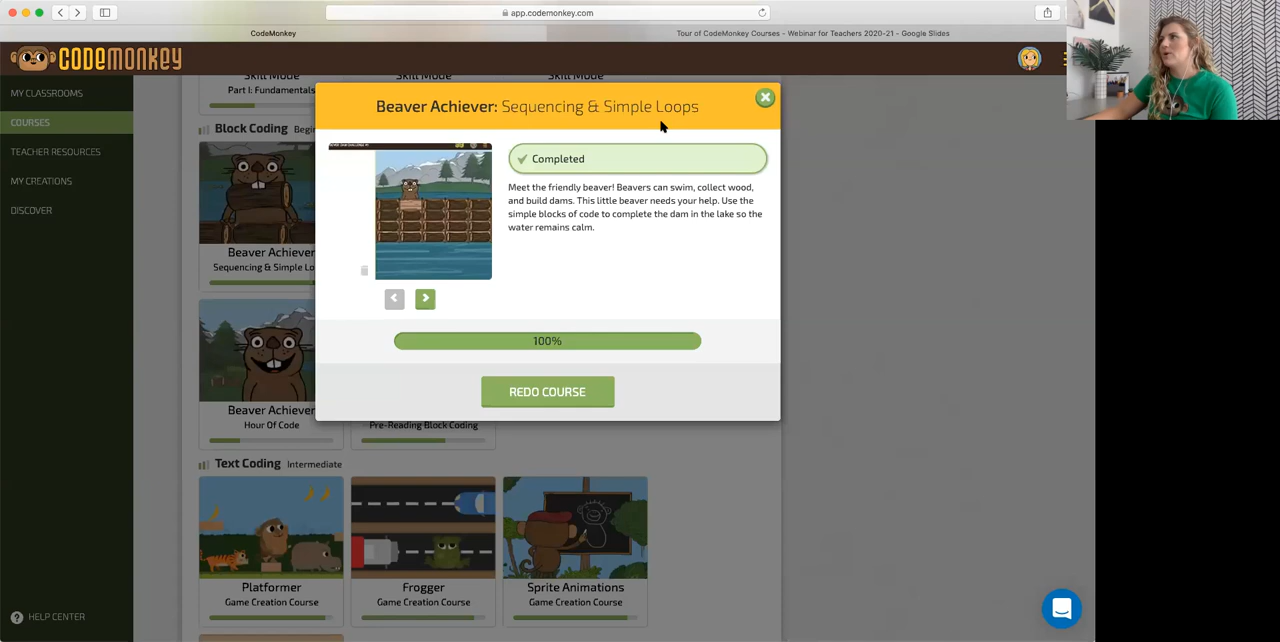 app.codemonkey.com
CodeMonkey
Tour of CodeMonkey Courses - Webinar for Teachers 2020-21 - Google Slides
CODEMONKEY
MY CLASSROOMS
COURSES
TEACHER RESOURCES
MY CREATIONS
DISCOVER
HELP CENTER
Skill Mode
Skill Mode
Skill Mode
Part I: Fundamentals
Block Coding
Beaver Achiever
Sequencing & Simple Lo
Beaver Achiever: Sequencing & Simple Loops
Completed
Meet the friendly beaver! Beavers can swim, collect wood,
and build dams. This little beaver needs your help. Use the
simple blocks of code to complete the dam in the lake so the
water remains calm.
100%
REDO COURSE
Beaver Achiever
Hour Of Code
Pre-Reading Block Coding
Text Coding Intermediate
Platformer
Game Creation Course
Frogger
Game Creation Course
Sprite Animations
Game Creation Course